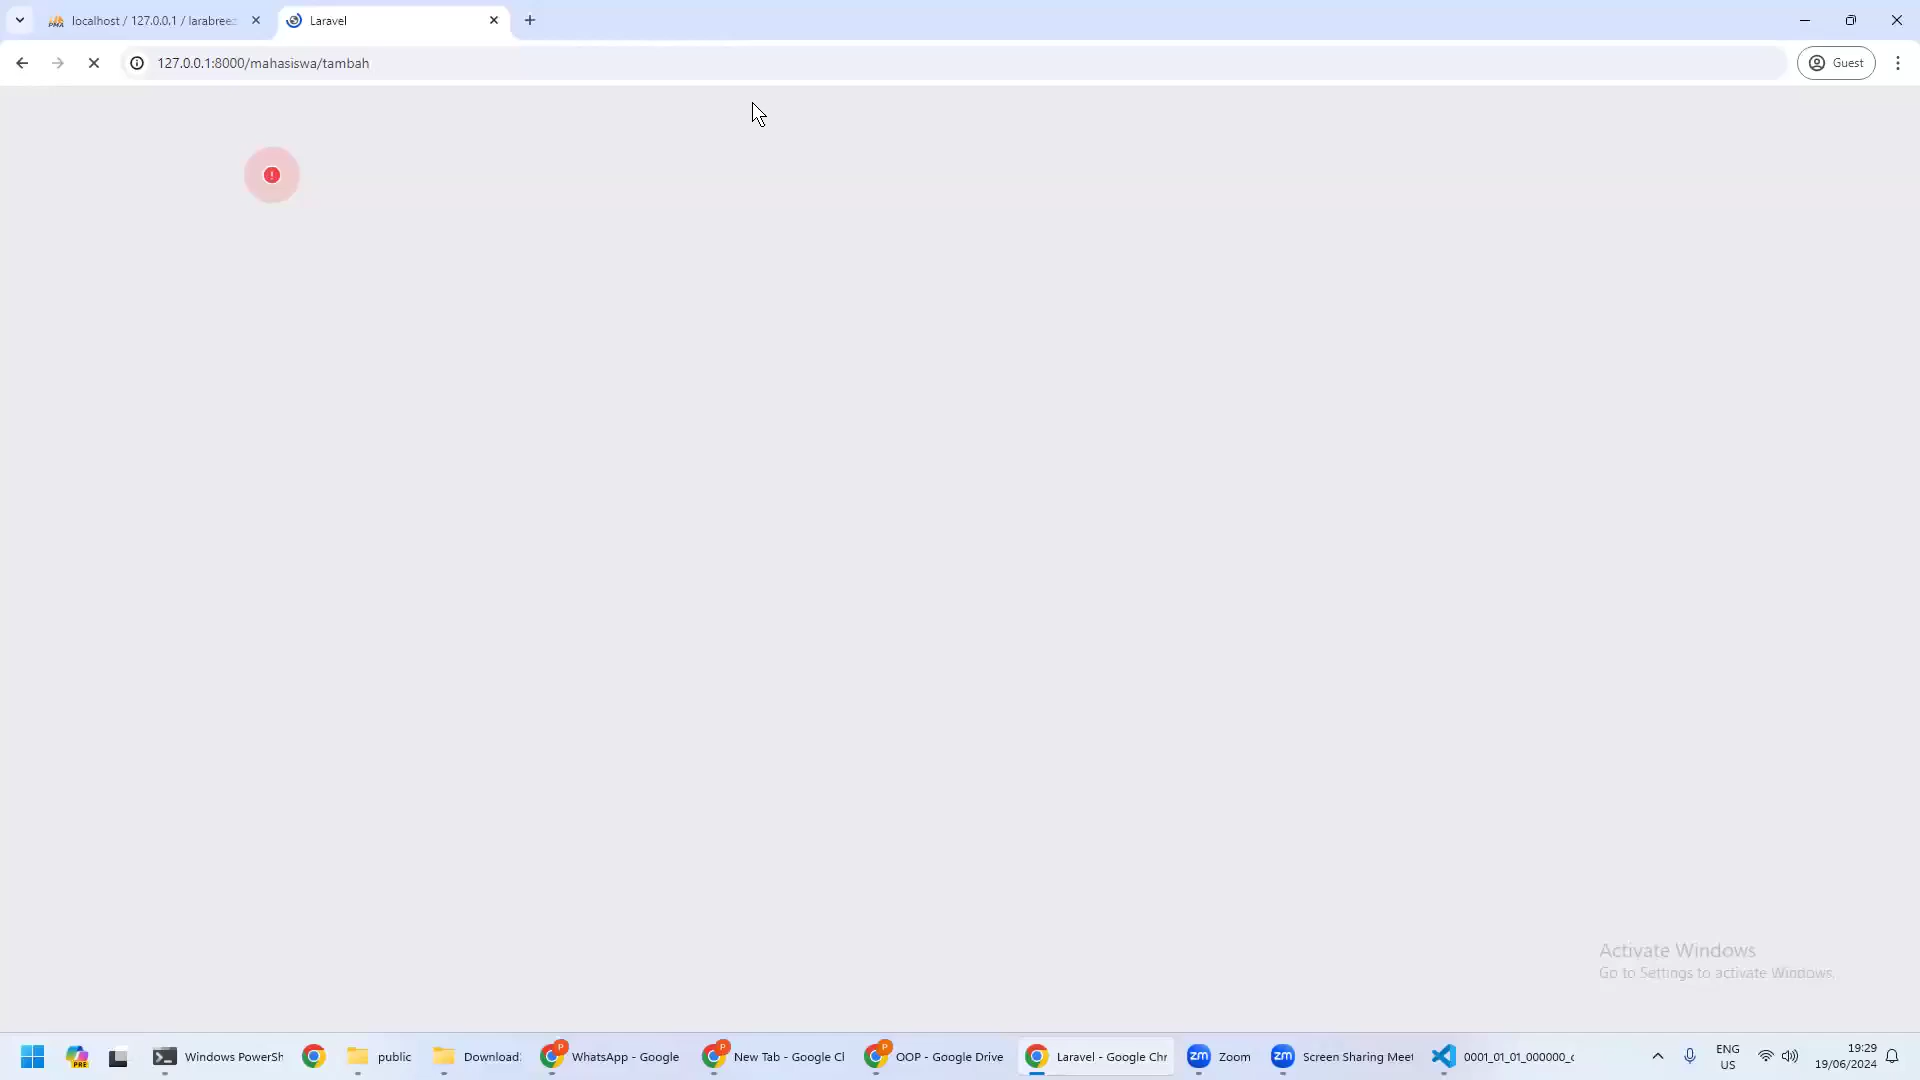 localhost / 127.0.0.1 / larabreez
Laravel
127.0.0.1:8000/mahasiswa/tambah
Guest
Activate Windows
Go to Settings to activate Windows.
Windows PowerSh
public
Download
WhatsApp - Google
New Tab - Google Cl
OOP - Google Drive
Laravel - Google Chr
Zoom
Screen Sharing Meet
0001_01_01_000000_c
ENG
US
19:29
19/06/2024